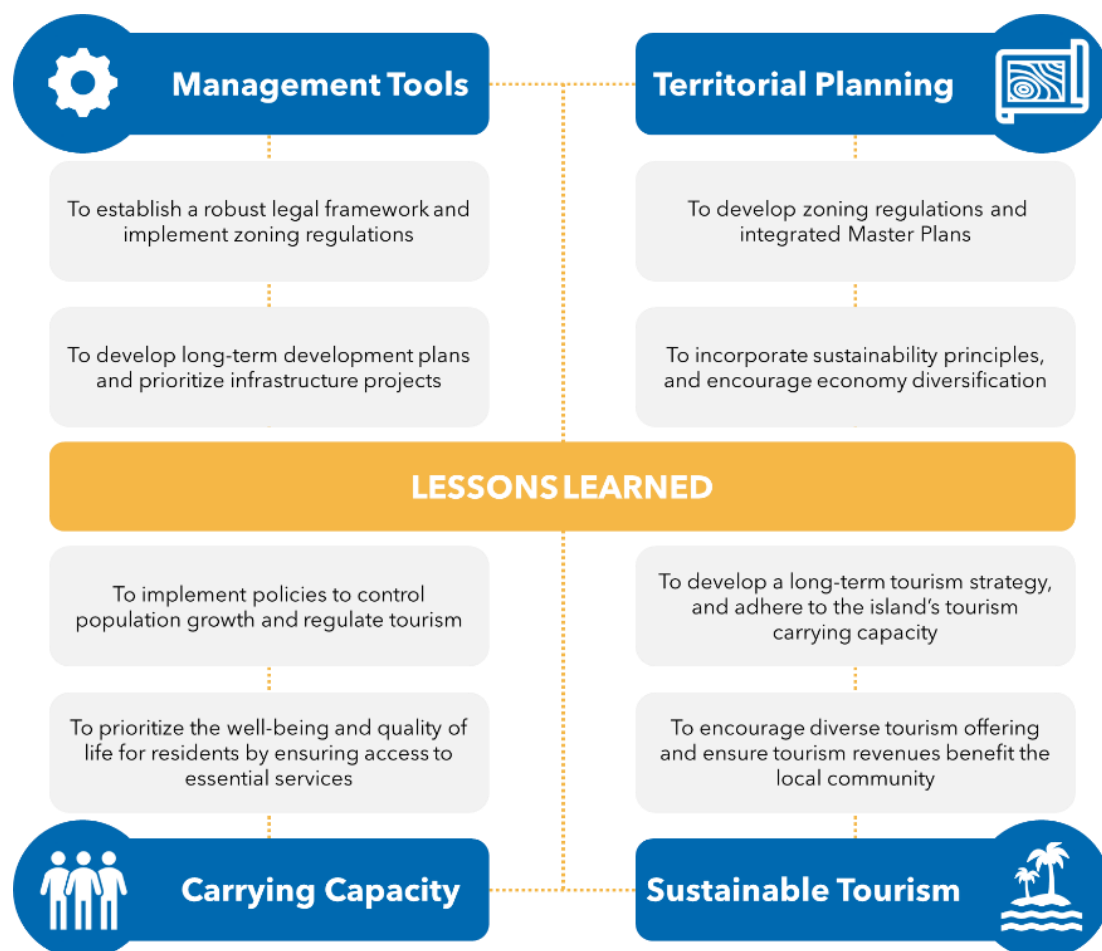 Management Tools
To establish a robust legal framework and
implement zoning regulations
To develop long-term development plans
and prioritize infrastructure projects
Territorial Planning
To develop zoning regulations and
integrated Master Plans
To incorporate sustainability principles,
and encourage economy diversification
LESSONS LEARNED
To implement policies to control
population growth and regulate tourism
To prioritize the well-being and quality of
life for residents by ensuring access to
essential services
Carrying Capacity
To develop a long-term tourism strategy,
and adhere to the island’s tourism
carrying capacity
To encourage diverse tourism offering
and ensure tourism revenues benefit the
local community
Sustainable Tourism